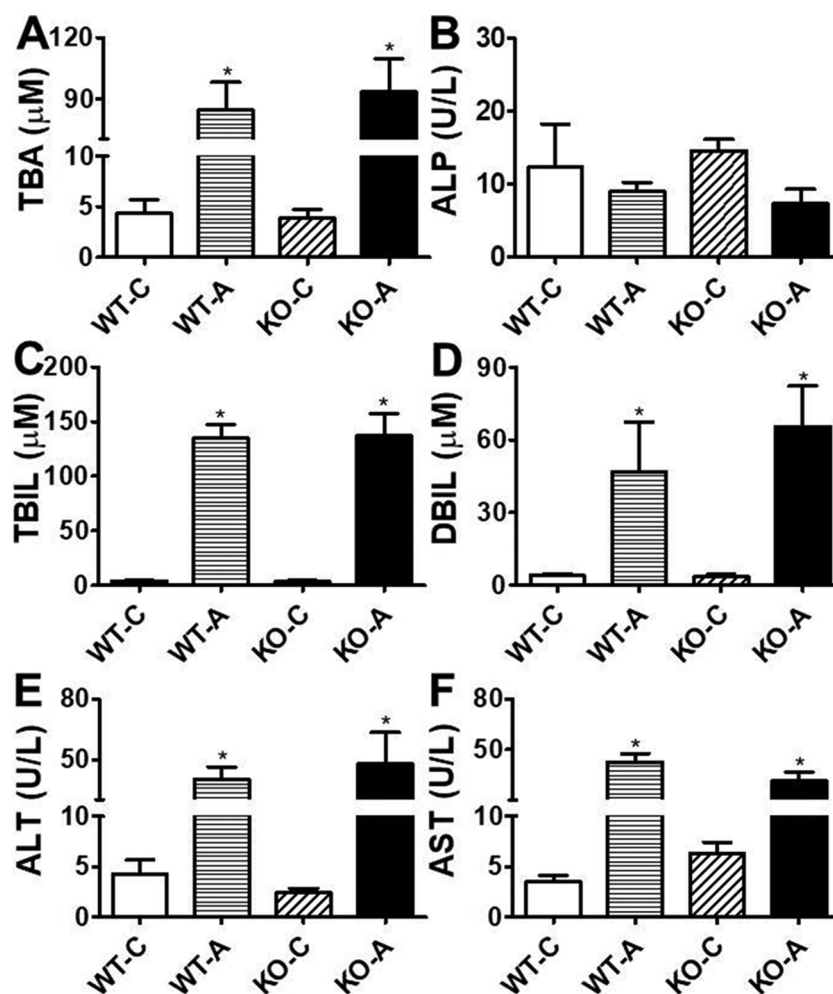 A
TBA (μM)
120
90
10
5
0
*
*
WT-C
WT-A
KO-C
KO-A
B
ALP (U/L)
30
20
10
0
WT-C
WT-A
KO-C
KO-A
C
TBIL (μM)
200
150
100
50
0
*
*
WT-C
WT-A
KO-C
KO-A
D
DBIL (μM)
90
60
30
0
*
*
WT-C
WT-A
KO-C
KO-A
E
ALT (U/L)
80
50
10
5
0
*
*
WT-C
WT-A
KO-C
KO-A
F
AST (U/L)
80
50
10
5
0
*
*
WT-C
WT-A
KO-C
KO-A